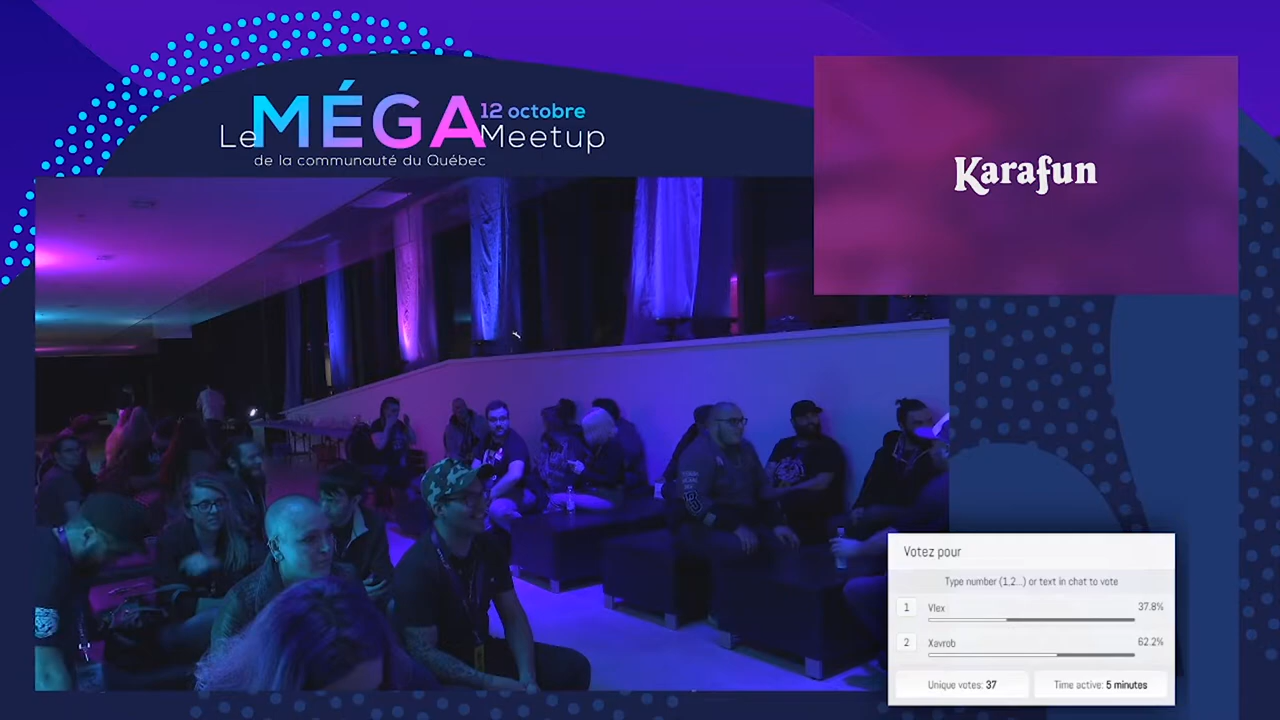 12 octobre
Le MÉGA Meetup
de la communauté du Québec
Karafun
Votez pour
Type number (1,2...) or text in chat to vote
1 Vlex 37.8%
2 Xavrob 62.2%
Unique votes: 37 Time active: 5 minutes